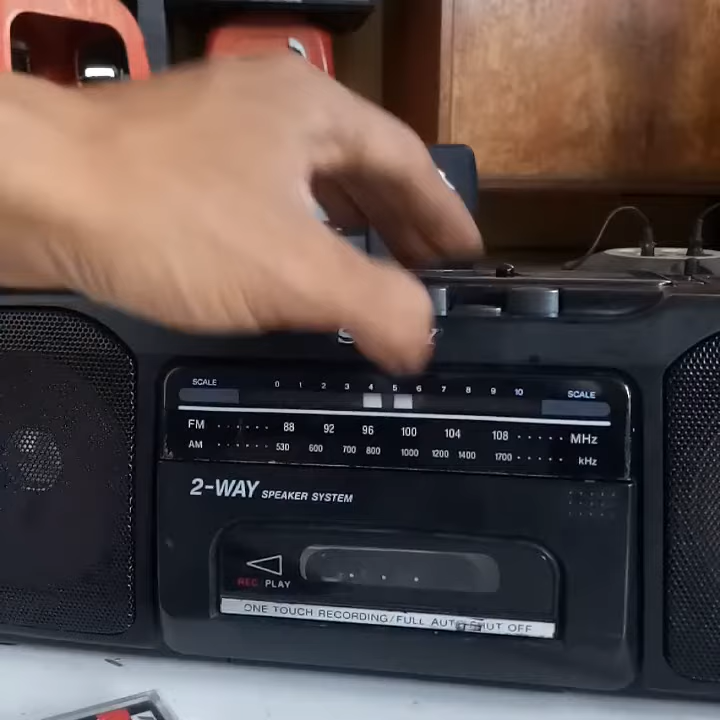 SCALE 0 1 2 3 4 5 6 7 8 9 10 SCALE
FM 88 92 96 100 104 108 MHz
AM 530 600 700 800 1000 1200 1400 1700 kHz
2-WAY SPEAKER SYSTEM
REC PLAY
ONE TOUCH RECORDING/FULL AUTO SHUT OFF